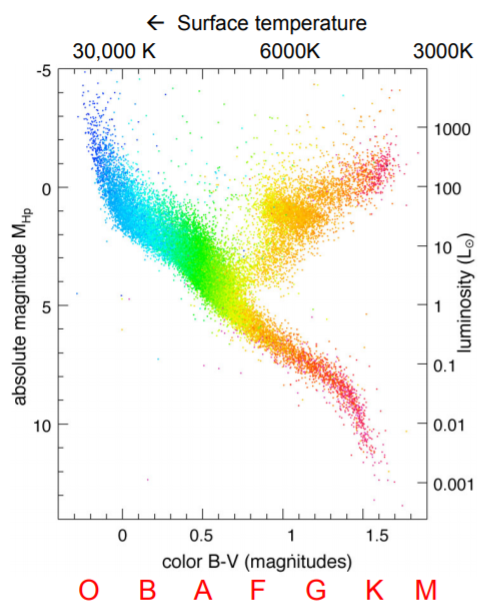 ← Surface temperature
30,000 K 6000K 3000K
-5
0
5
10
absolute magnitude M_Hp
1000
100
10
1
0.1
0.01
0.001
luminosity (L☉)
0 0.5 1 1.5
color B-V (magnitudes)
O B A F G K M